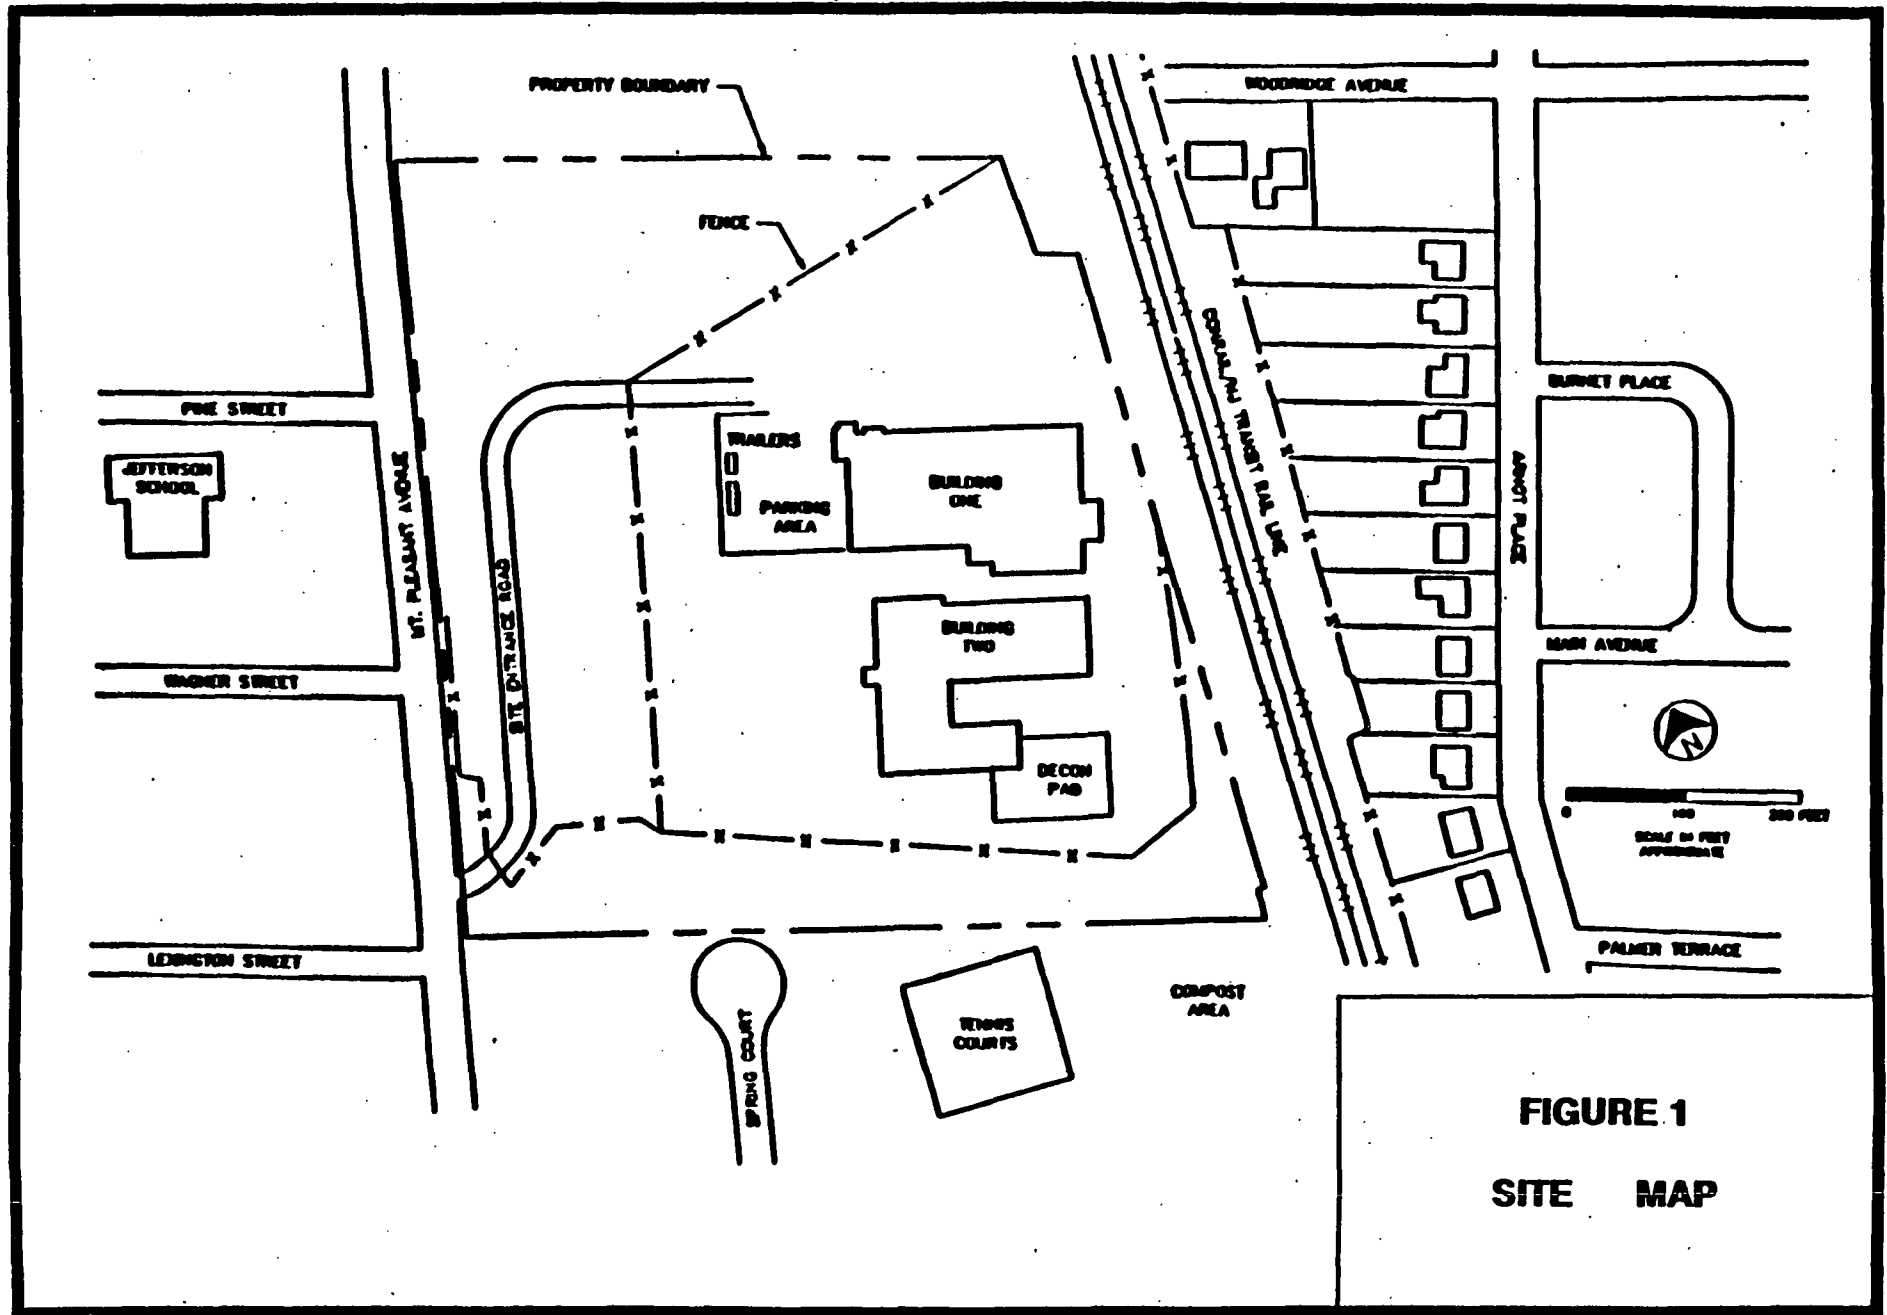 PROPERTY BOUNDARY
WOODRIDGE AVENUE
FENCE
CONRAIL/NJ TRANSIT RAIL LINE
PINE STREET
BURNET PLACE
TRAILERS
JEFFERSON
SCHOOL
MT. PLEASANT AVENUE
BUILDING
ONE
PARKING
AREA
ARNOT PLACE
SITE ENTRANCE ROAD
BUILDING
TWO
MAIN AVENUE
WAGNER STREET
N
DECON
PAD
0 100 200 FEET
SCALE IN FEET
APPROXIMATE
LEXINGTON STREET
PALMER TERRACE
COMPOST
AREA
TENNIS
COURTS
SPRING COURT
FIGURE 1
SITE MAP